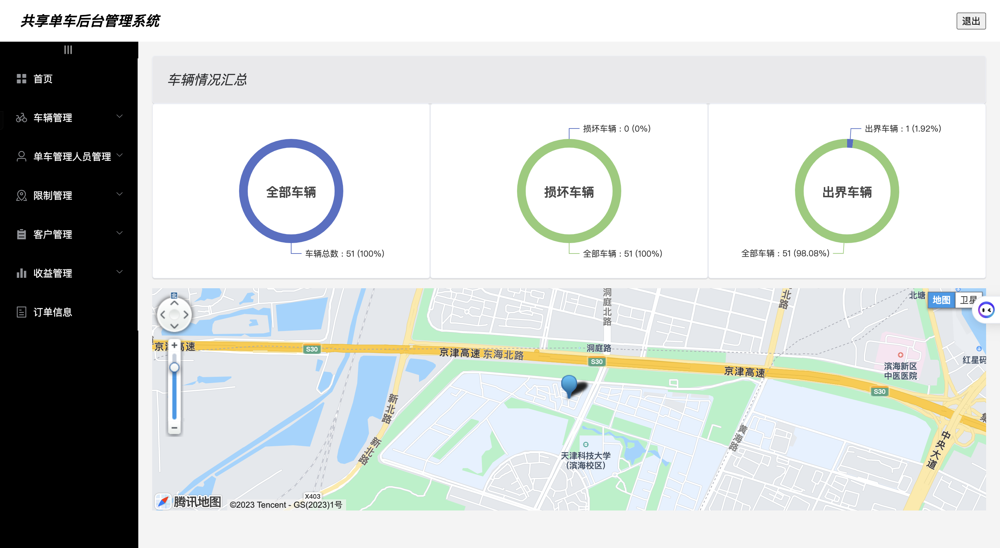 共享单车后台管理系统
退出
首页
车辆管理
单车管理人员管理
限制管理
客户管理
收益管理
订单信息
车辆情况汇总
全部车辆
车辆总数 : 51 (100%)
损坏车辆 : 0 (0%)
损坏车辆
全部车辆 : 51 (100%)
出界车辆 : 1 (1.92%)
出界车辆
全部车辆 : 51 (98.08%)
北
洞庭北路
北路
北塘
地图
卫星
京津高速
S30
京津高速
东海北路
洞庭路
S30
京津高速
滨海新区
中医医院
红星码
S30
新北路
新北路
黄海路
中央大道
天津科技大学
(滨海校区)
X403
腾讯地图
©2023 Tencent - GS(2023)1号